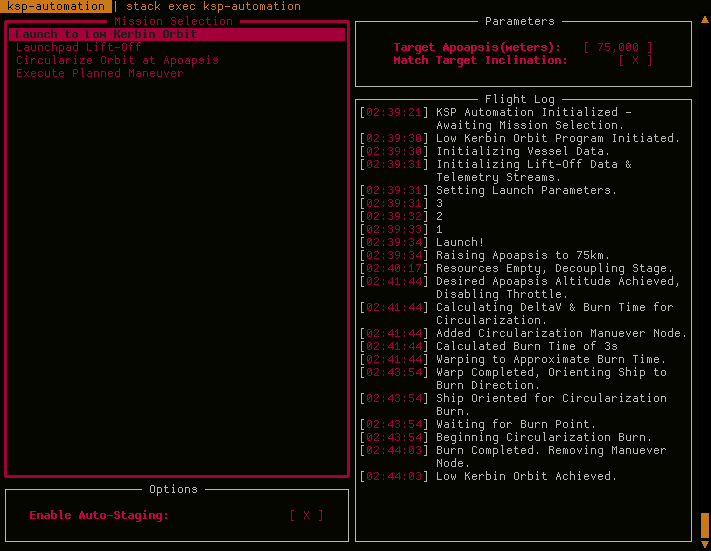 ksp-automation | stack exec ksp-automation
Mission Selection
Launch to Low Kerbin Orbit
Launchpad Lift-Off
Circularize Orbit at Apoapsis
Execute Planned Maneuver
Options
Enable Auto-Staging: [ X ]
Parameters
Target Apoapsis(meters): [ 75,000 ]
Match Target Inclination: [ X ]
Flight Log
[02:39:21] KSP Automation Initialized -
Awaiting Mission Selection.
[02:39:30] Low Kerbin Orbit Program Initiated.
[02:39:30] Initializing Vessel Data.
[02:39:31] Initializing Lift-Off Data &
Telemetry Streams.
[02:39:31] Setting Launch Parameters.
[02:39:31] 3
[02:39:32] 2
[02:39:33] 1
[02:39:34] Launch!
[02:39:34] Raising Apoapsis to 75km.
[02:40:17] Resources Empty, Decoupling Stage.
[02:41:44] Desired Apoapsis Altitude Achieved,
Disabling Throttle.
[02:41:44] Calculating DeltaV & Burn Time for
Circularization.
[02:41:44] Added Circularization Manuever Node.
[02:41:44] Calculated Burn Time of 3s
[02:41:44] Warping to Approximate Burn Time.
[02:43:54] Warp Completed, Orienting Ship to
Burn Direction.
[02:43:54] Ship Oriented for Circularization
Burn.
[02:43:54] Waiting for Burn Point.
[02:43:54] Beginning Circularization Burn.
[02:44:03] Burn Completed. Removing Manuever
Node.
[02:44:03] Low Kerbin Orbit Achieved.